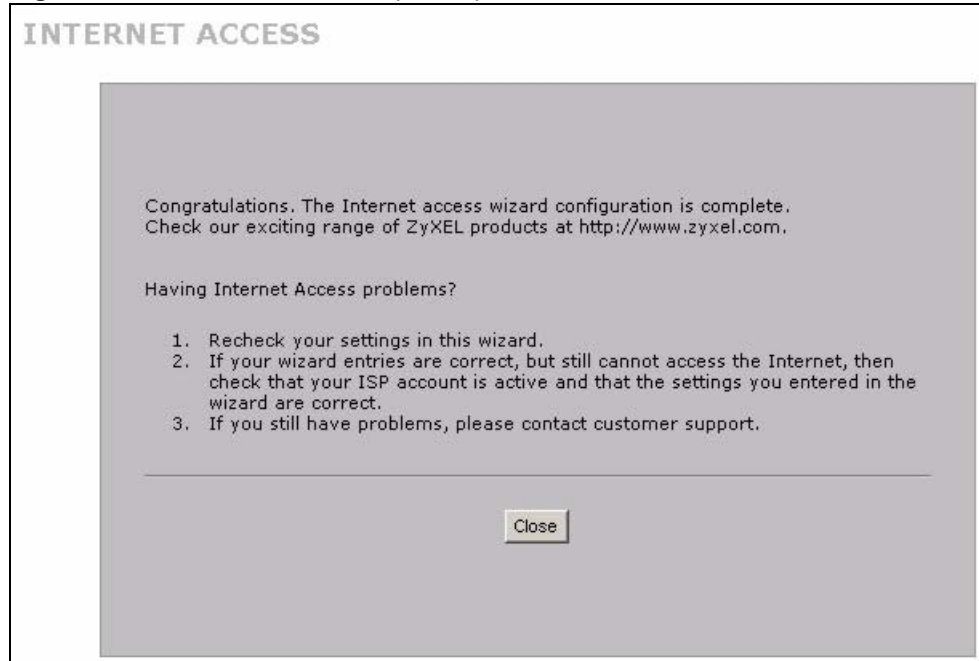 INTERNET ACCESS
Congratulations. The Internet access wizard configuration is complete.
Check our exciting range of ZyXEL products at http://www.zyxel.com.
Having Internet Access problems?
1. Recheck your settings in this wizard.
2. If your wizard entries are correct, but still cannot access the Internet, then
check that your ISP account is active and that the settings you entered in the
wizard are correct.
3. If you still have problems, please contact customer support.
Close